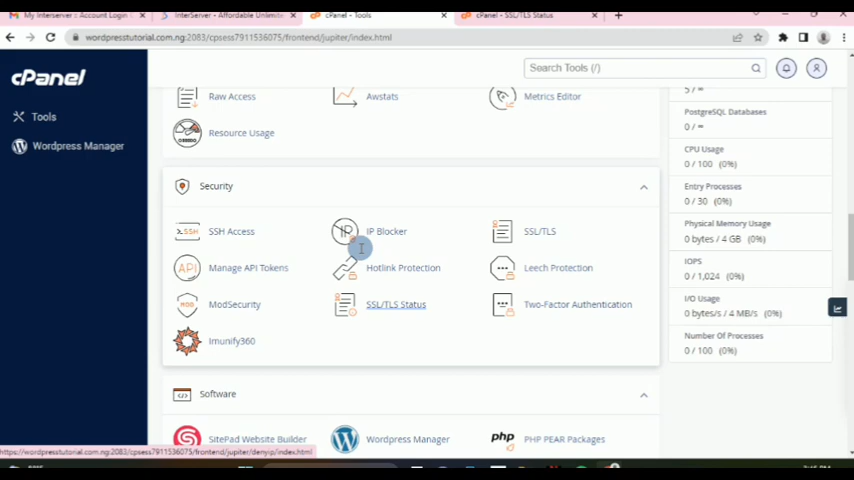 My Interserver :: Account Login
InterServer - Affordable Unlimite
cPanel - Tools
cPanel - SSL/TLS Status
wordpresstutorial.com.ng:2083/cpsess7911536075/frontend/jupiter/index.html
cPanel
Search Tools (/)
Tools
Wordpress Manager
Raw Access
Awstats
Metrics Editor
Resource Usage
Security
SSH Access
IP Blocker
SSL/TLS
Manage API Tokens
Hotlink Protection
Leech Protection
ModSecurity
SSL/TLS Status
Two-Factor Authentication
Imunify360
Software
SitePad Website Builder
Wordpress Manager
php
PHP PEAR Packages
5 / ∞
PostgreSQL Databases
0 / ∞
CPU Usage
0 / 100 (0%)
Entry Processes
0 / 30 (0%)
Physical Memory Usage
0 bytes / 4 GB (0%)
IOPS
0 / 1,024 (0%)
I/O Usage
0 bytes/s / 4 MB/s (0%)
Number Of Processes
0 / 100 (0%)
https://wordpresstutorial.com.ng:2083/cpsess7911536075/frontend/jupiter/denyip/index.html